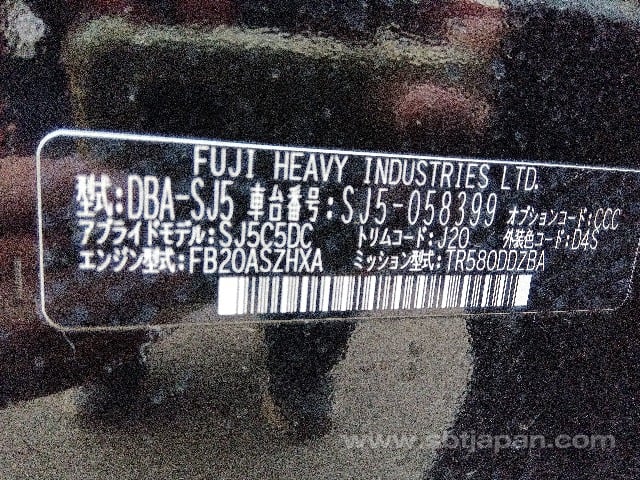 FUJI HEAVY INDUSTRIES LTD.
型式:DBA-SJ5 車台番号:SJ5-058399 オプションコード:CCC
アプライドモデル:SJ5C5DC トリムコード:J20 外装色コード:D4S
エンジン型式:FB20ASZHXA ミッション型式:TR580DDZBA
www.sbtjapan.com